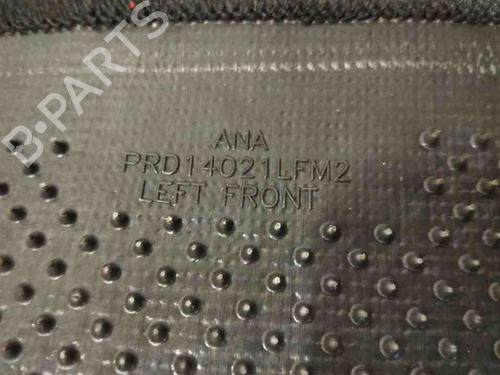 ANA
PRD14021LFM2
LEFT FRONT
B-PARTS